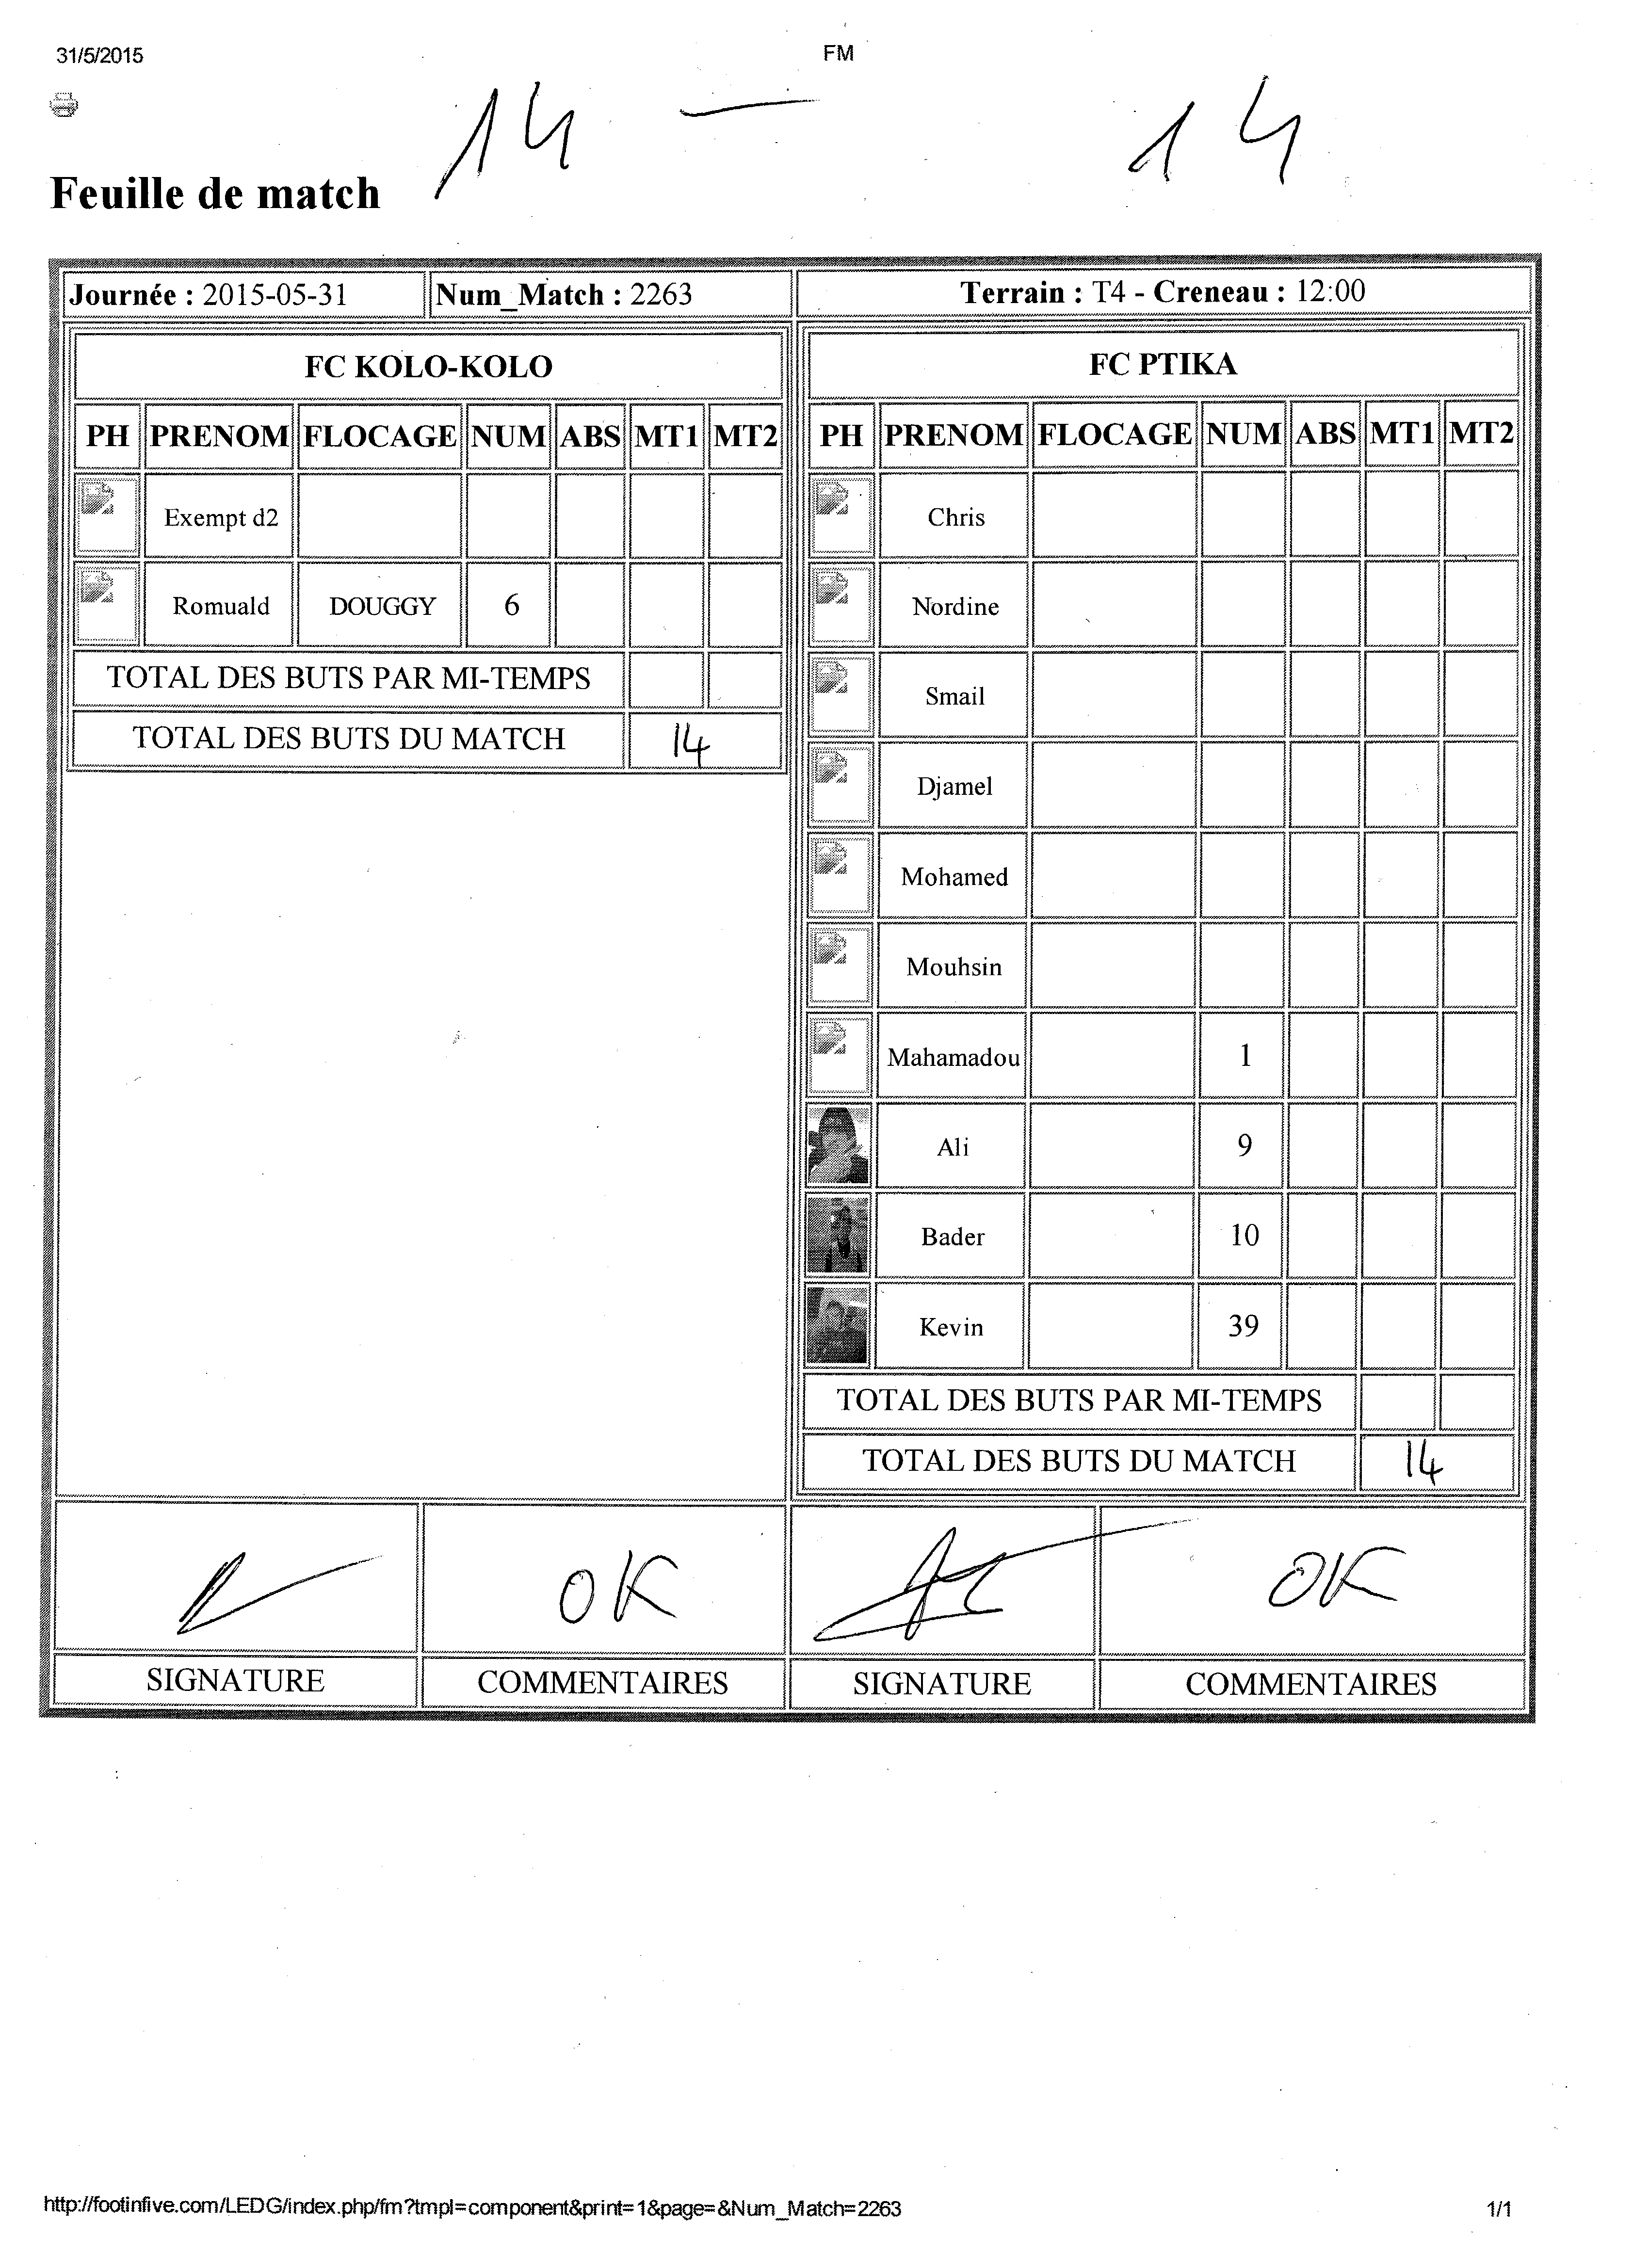 31/5/2015 FM
14 — 14
Feuille de match
Journée : 2015-05-31 Num_Match : 2263 Terrain : T4 - Creneau : 12:00
FC KOLO-KOLO
PH PRENOM FLOCAGE NUM ABS MT1 MT2
Exempt d2
Romuald DOUGGY 6
TOTAL DES BUTS PAR MI-TEMPS
TOTAL DES BUTS DU MATCH 14
FC PTIKA
PH PRENOM FLOCAGE NUM ABS MT1 MT2
Chris
Nordine
Smail
Djamel
Mohamed
Mouhsin
Mahamadou 1
Ali 9
Bader 10
Kevin 39
TOTAL DES BUTS PAR MI-TEMPS
TOTAL DES BUTS DU MATCH 14
OK OK
SIGNATURE COMMENTAIRES SIGNATURE COMMENTAIRES
http://footinfive.com/LEDG/index.php/fm?tmpl=component&print=1&page=&Num_Match=2263 1/1